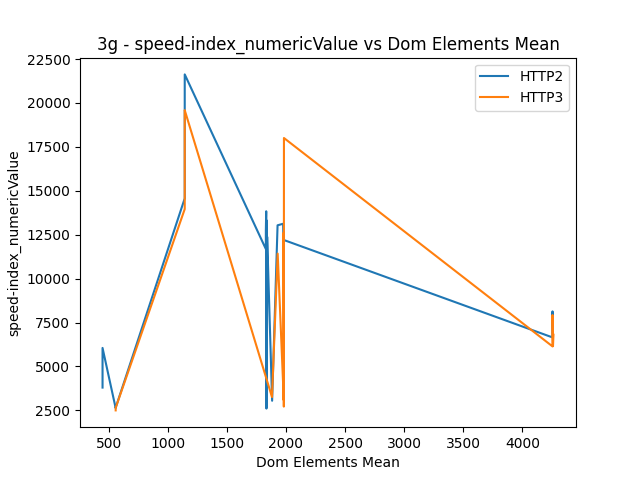 3g - speed-index_numericValue vs Dom Elements Mean
22500
20000
17500
15000
12500
10000
7500
5000
2500
speed-index_numericValue
HTTP2
HTTP3
500 1000 1500 2000 2500 3000 3500 4000
Dom Elements Mean